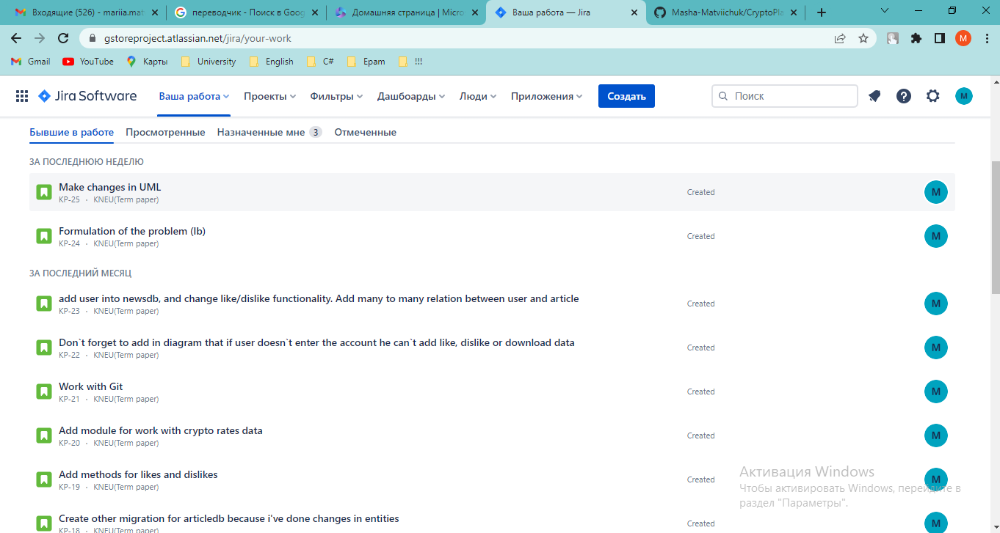 Входящие (526) - mariia.mat
переводчик - Поиск в Goog
Домашняя страница | Micro
Ваша работа — Jira
Masha-Matviichuk/CryptoPla
gstoreproject.atlassian.net/jira/your-work
M
Gmail
YouTube
Карты
University
English
C#
Epam
!!!
Jira Software
Ваша работа
Проекты
Фильтры
Дашбоарды
Люди
Приложения
Создать
Поиск
M
Бывшие в работе
Просмотренные
Назначенные мне 3
Отмеченные
ЗА ПОСЛЕДНЮЮ НЕДЕЛЮ
Make changes in UML
KP-25 · KNEU(Term paper)
Created
M
Formulation of the problem (lb)
KP-24 · KNEU(Term paper)
Created
M
ЗА ПОСЛЕДНИЙ МЕСЯЦ
add user into newsdb, and change like/dislike functionality. Add many to many relation between user and article
KP-23 · KNEU(Term paper)
Created
M
Don`t forget to add in diagram that if user doesn`t enter the account he can`t add like, dislike or download data
KP-22 · KNEU(Term paper)
Created
M
Work with Git
KP-21 · KNEU(Term paper)
Created
M
Add module for work with crypto rates data
KP-20 · KNEU(Term paper)
Created
M
Add methods for likes and dislikes
KP-19 · KNEU(Term paper)
Created
M
Create other migration for articledb because i've done changes in entities
KP-18 · KNEU(Term paper)
Created
M
Активация Windows
Чтобы активировать Windows, перейдите в
раздел "Параметры".